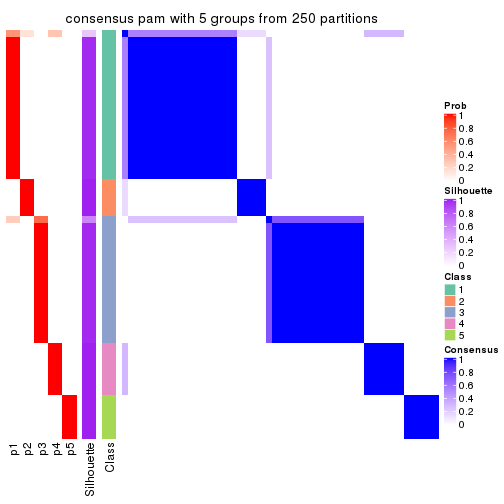 consensus pam with 5 groups from 250 partitions
Prob
1
0.8
0.6
0.4
0.2
0
Silhouette
1
0.8
0.6
0.4
0.2
0
Class
1
2
3
4
5
Consensus
1
0.8
0.6
0.4
0.2
0
p1
p2
p3
p4
p5
Silhouette
Class